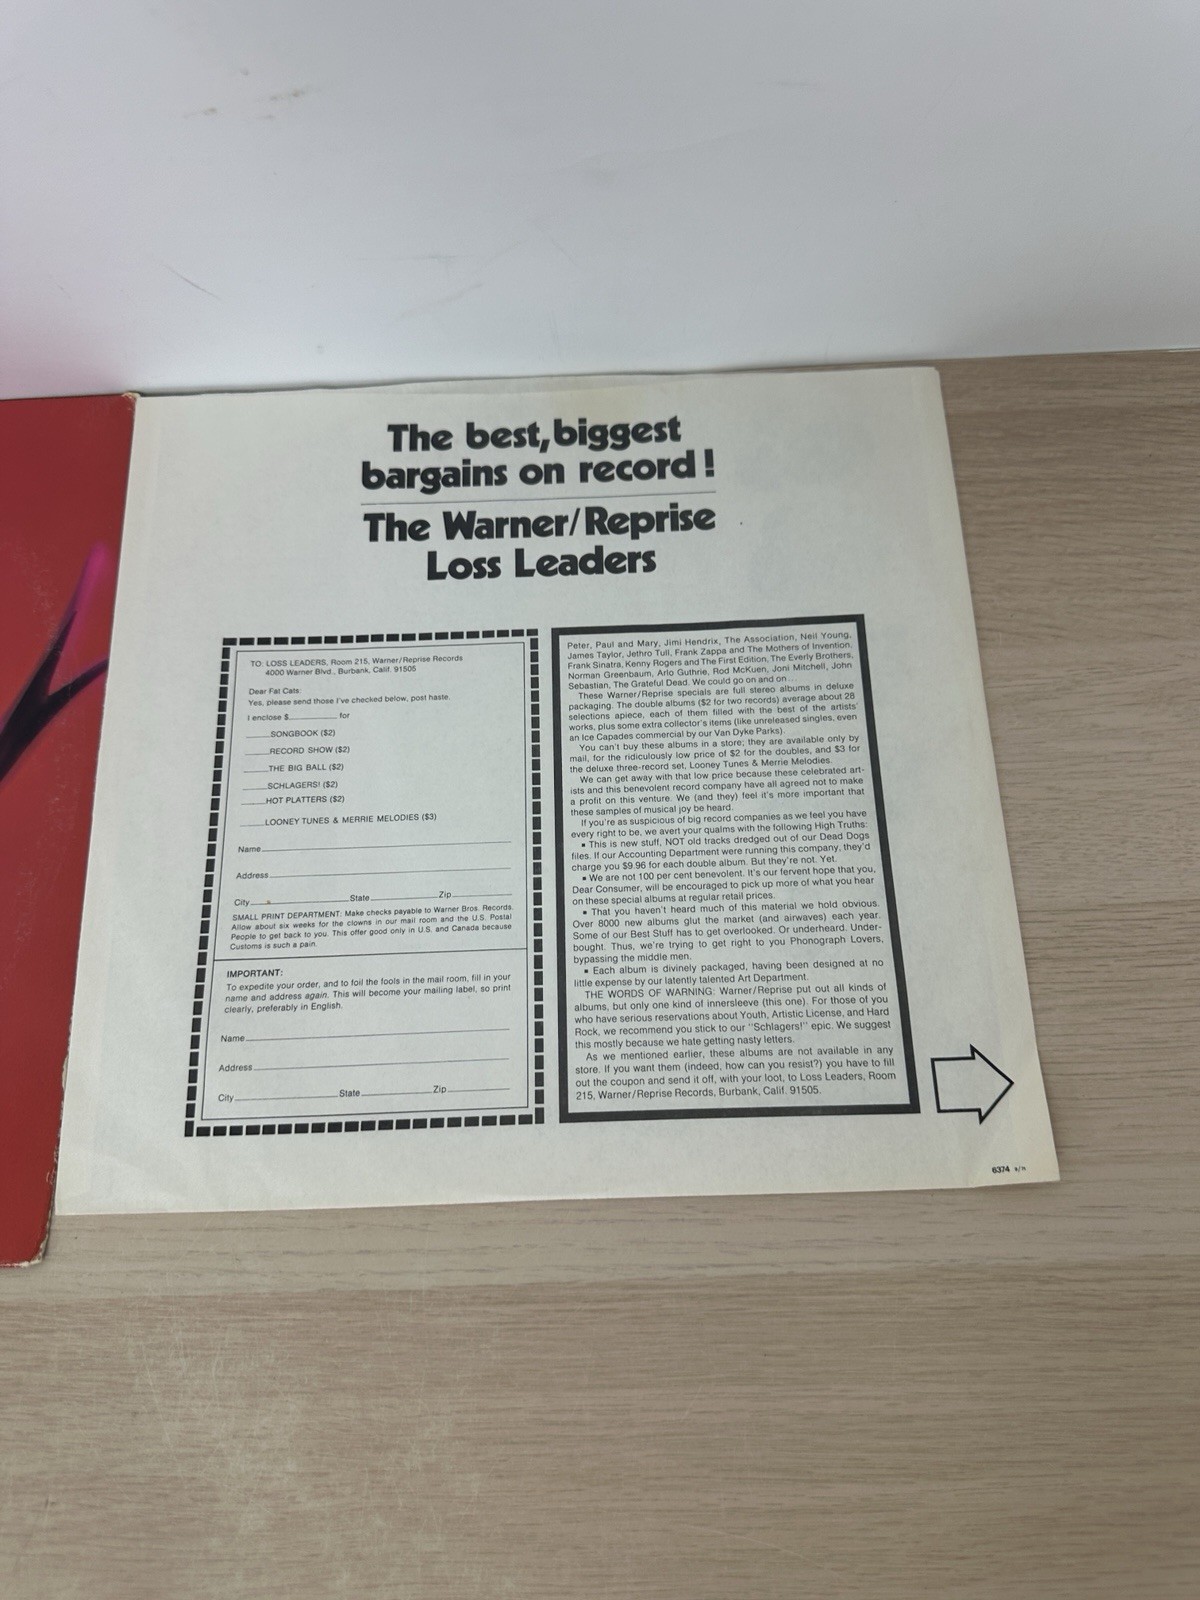 The best, biggest
bargains on record!
The Warner/Reprise
Loss Leaders
TO: LOSS LEADERS, Room 215, Warner/Reprise Records
4000 Warner Blvd., Burbank, Calif. 91505
Dear Fat Cats:
Yes, please send those I've checked below, post haste.
I enclose $____________ for
______SONGBOOK ($2)
______RECORD SHOW ($2)
______THE BIG BALL ($2)
______SCHLAGERS! ($2)
______HOT PLATTERS ($2)
______LOONEY TUNES & MERRIE MELODIES ($3)
Name
Address
City State Zip
SMALL PRINT DEPARTMENT: Make checks payable to Warner Bros. Records.
Allow about six weeks for the clowns in our mail room and the U.S. Postal
People to get back to you. This offer good only in U.S. and Canada because
Customs is such a pain.
IMPORTANT:
To expedite your order, and to foil the fools in the mail room, fill in your
name and address again. This will become your mailing label, so print
clearly, preferably in English.
Name
Address
City State Zip
Peter, Paul and Mary, Jimi Hendrix, The Association, Neil Young,
James Taylor, Jethro Tull, Frank Zappa and The Mothers of Invention,
Frank Sinatra, Kenny Rogers and The First Edition, The Everly Brothers,
Norman Greenbaum, Arlo Guthrie, Rod McKuen, Joni Mitchell, John
Sebastian, The Grateful Dead. We could go on and on...
These Warner/Reprise specials are full stereo albums in deluxe
packaging. The double albums ($2 for two records) average about 28
selections apiece, each of them filled with the best of the artists'
works, plus some extra collector's items (like unreleased singles, even
an Ice Capades commercial by our Van Dyke Parks).
You can't buy these albums in a store; they are available only by
mail, for the ridiculously low price of $2 for the doubles, and $3 for
the deluxe three-record set, Looney Tunes & Merrie Melodies.
We can get away with that low price because these celebrated art-
ists and this benevolent record company have all agreed not to make
a profit on this venture. We (and they) feel it's more important that
these samples of musical joy be heard.
If you're as suspicious of big record companies as we feel you have
every right to be, we avert your qualms with the following High Truths:
▪ This is new stuff, NOT old tracks dredged out of our Dead Dogs
files. If our Accounting Department were running this company, they'd
charge you $9.96 for each double album. But they're not. Yet.
▪ We are not 100 per cent benevolent. It's our fervent hope that you,
Dear Consumer, will be encouraged to pick up more of what you hear
on these special albums at regular retail prices.
▪ That you haven't heard much of this material we hold obvious.
Over 8000 new albums glut the market (and airwaves) each year.
Some of our Best Stuff has to get overlooked. Or underheard. Under-
bought. Thus, we're trying to get right to you Phonograph Lovers,
bypassing the middle men.
▪ Each album is divinely packaged, having been designed at no
little expense by our latently talented Art Department.
THE WORDS OF WARNING: Warner/Reprise put out all kinds of
albums, but only one kind of innersleeve (this one). For those of you
who have serious reservations about Youth, Artistic License, and Hard
Rock, we recommend you stick to our "Schlagers!" epic. We suggest
this mostly because we hate getting nasty letters.
As we mentioned earlier, these albums are not available in any
store. If you want them (indeed, how can you resist?) you have to fill
out the coupon and send it off, with your loot, to Loss Leaders, Room
215, Warner/Reprise Records, Burbank, Calif. 91505.
6374